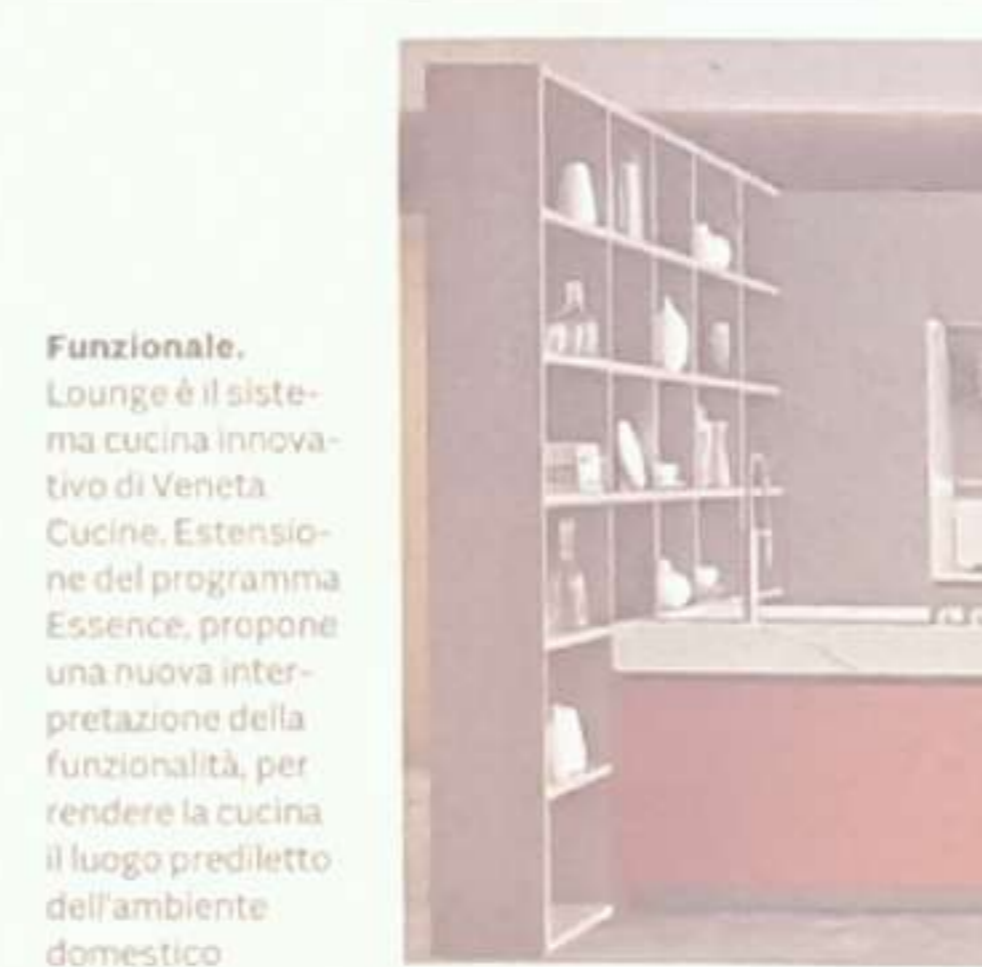 Funzionale.
Lounge è il siste-
ma cucina innova-
tivo di Veneta
Cucine. Estensio-
ne del programma
Essence, propone
una nuova inter-
pretazione della
funzionalità, per
rendere la cucina
il luogo prediletto
dell'ambiente
domestico